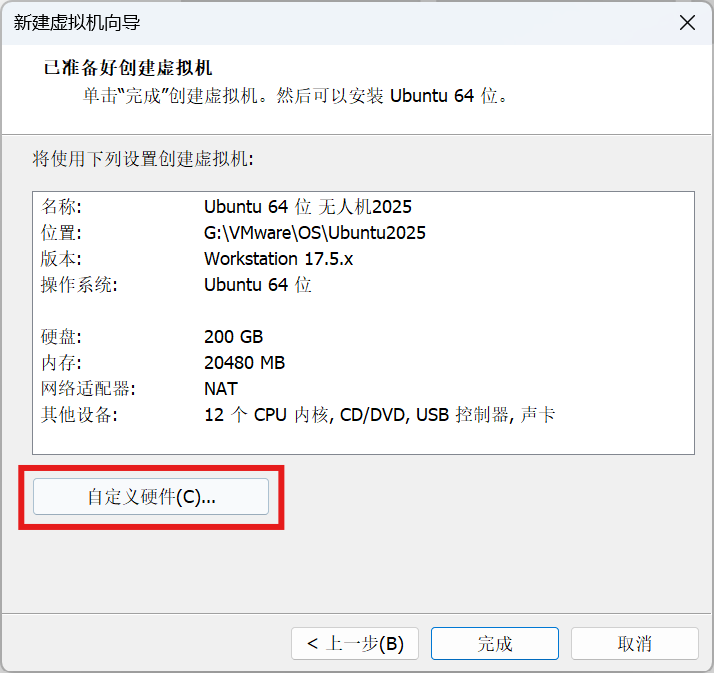 新建虚拟机向导
已准备好创建虚拟机
单击“完成”创建虚拟机。然后可以安装 Ubuntu 64 位。
将使用下列设置创建虚拟机:
名称: Ubuntu 64 位 无人机2025
位置: G:\VMware\OS\Ubuntu2025
版本: Workstation 17.5.x
操作系统: Ubuntu 64 位
硬盘: 200 GB
内存: 20480 MB
网络适配器: NAT
其他设备: 12 个 CPU 内核, CD/DVD, USB 控制器, 声卡
自定义硬件(C)...
< 上一步(B) 完成 取消